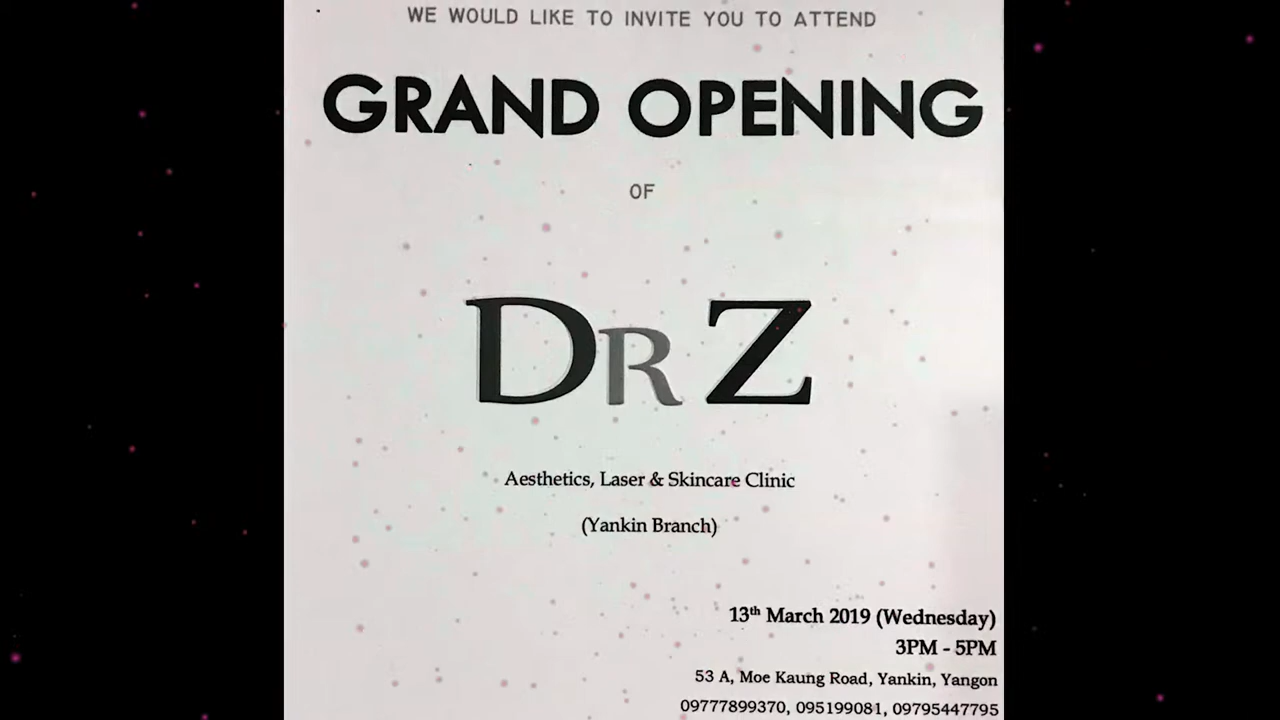 WE WOULD LIKE TO INVITE YOU TO ATTEND
GRAND OPENING
OF
DR Z
Aesthetics, Laser & Skincare Clinic
(Yankin Branch)
13th March 2019 (Wednesday)
3PM - 5PM
53 A, Moe Kaung Road, Yankin, Yangon
09777899370, 095199081, 09795447795